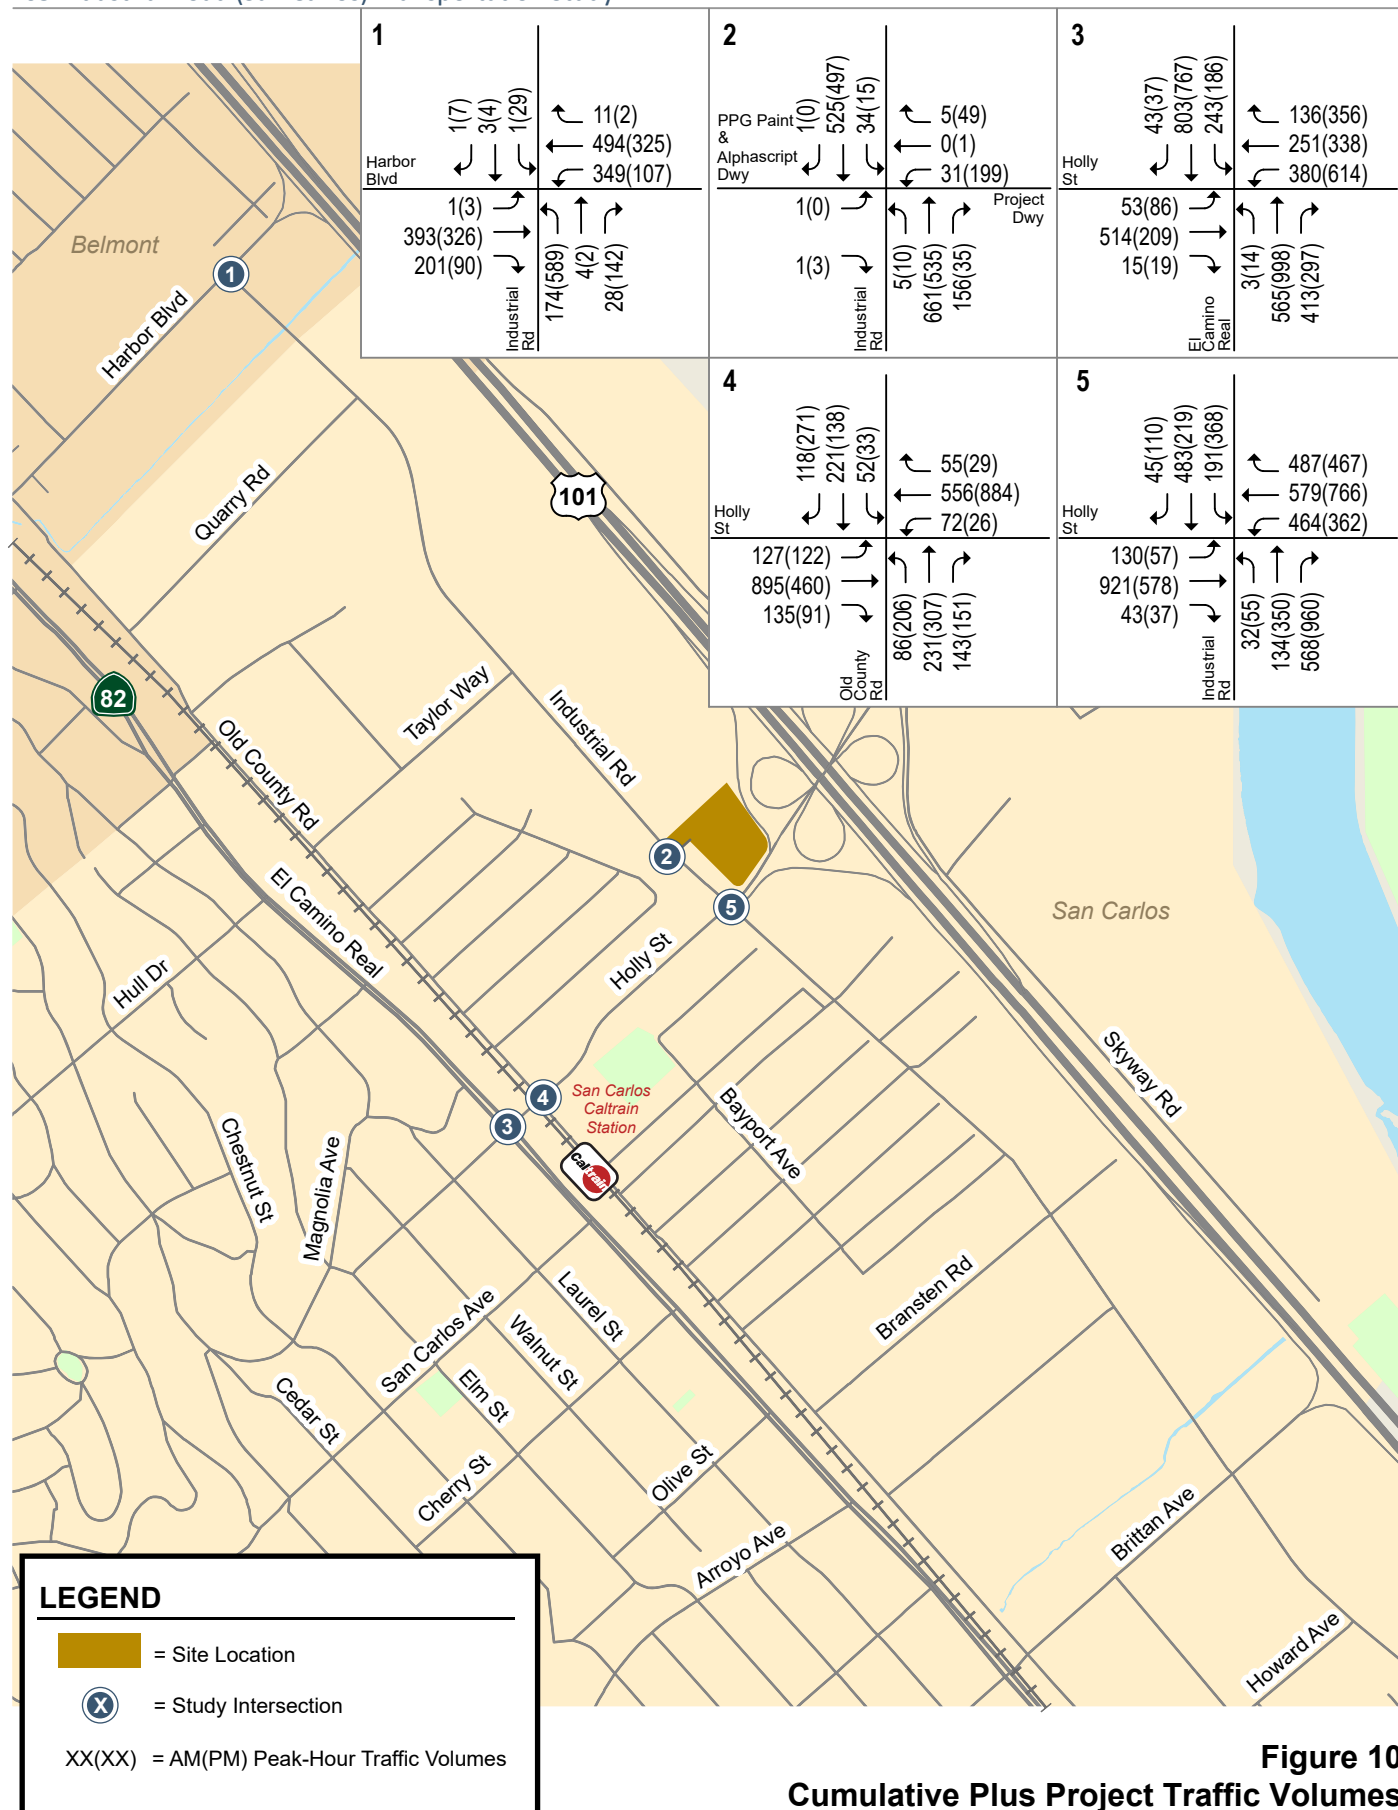 1
1(7)
3(4)
1(29)
11(2)
494(325)
349(107)
Harbor
Blvd
1(3)
393(326)
201(90)
174(589)
4(2)
28(142)
Industrial
Rd
2
PPG Paint
&
Alphascript
Dwy
1(0)
525(497)
34(15)
5(49)
0(1)
31(199)
Project
Dwy
1(0)
1(3)
5(10)
661(535)
156(35)
Industrial
Rd
3
43(37)
803(767)
243(186)
136(356)
251(338)
380(614)
Holly
St
53(86)
514(209)
15(19)
3(14)
565(998)
413(297)
El
Camino
Real
4
118(271)
221(138)
52(33)
55(29)
556(884)
72(26)
Holly
St
127(122)
895(460)
135(91)
86(206)
231(307)
143(151)
Old
County
Rd
5
45(110)
483(219)
191(368)
487(467)
579(766)
464(362)
Holly
St
130(57)
921(578)
43(37)
32(55)
134(350)
568(960)
Industrial
Rd
Belmont
1
Harbor Blvd
Quarry Rd
101
82
Taylor Way
Industrial Rd
Old County Rd
2
5
El Camino Real
San Carlos
Holly St
Hull Dr
Skyway Rd
4
3
San Carlos
Caltrain
Station
Caltrain
Bayport Ave
Chestnut St
Magnolia Ave
Bransten Rd
Laurel St
San Carlos Ave
Walnut St
Elm St
Cedar St
Cherry St
Olive St
Arroyo Ave
Brittan Ave
Howard Ave
LEGEND
= Site Location
X = Study Intersection
XX(XX) = AM(PM) Peak-Hour Traffic Volumes
Figure 10
Cumulative Plus Project Traffic Volumes